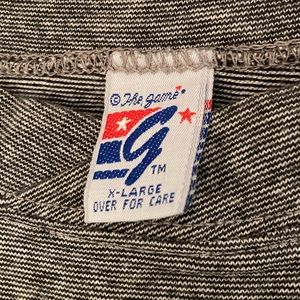 © The game®
G
TM
X-LARGE
OVER FOR CARE